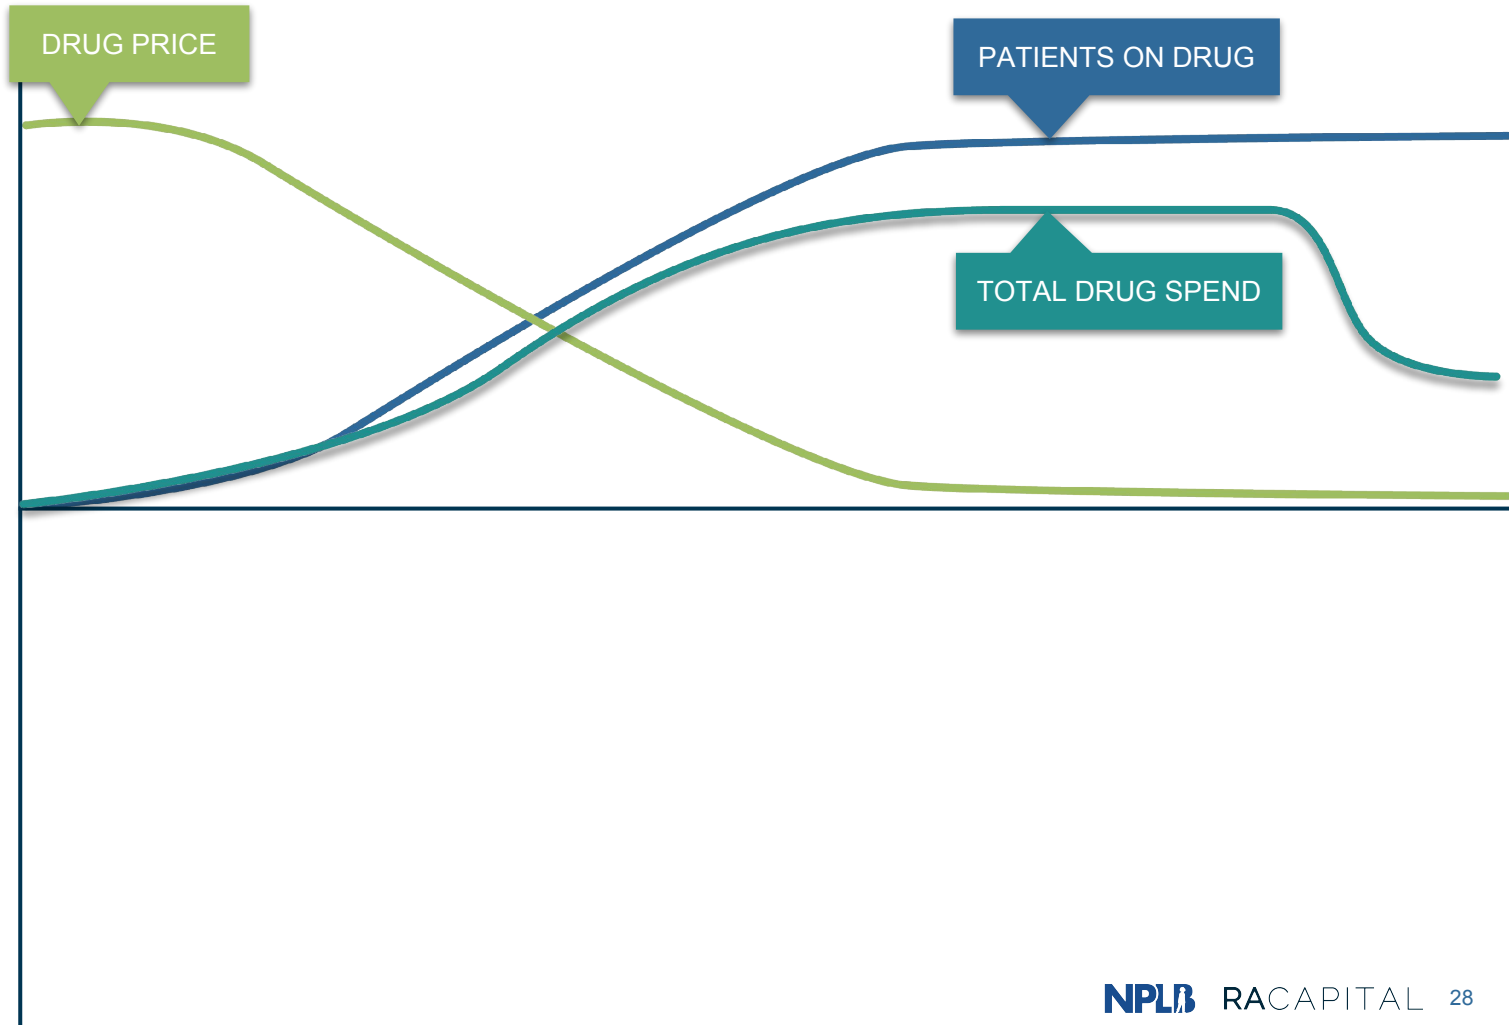 DRUG PRICE
PATIENTS ON DRUG
TOTAL DRUG SPEND
NPLB RACAPITAL 28